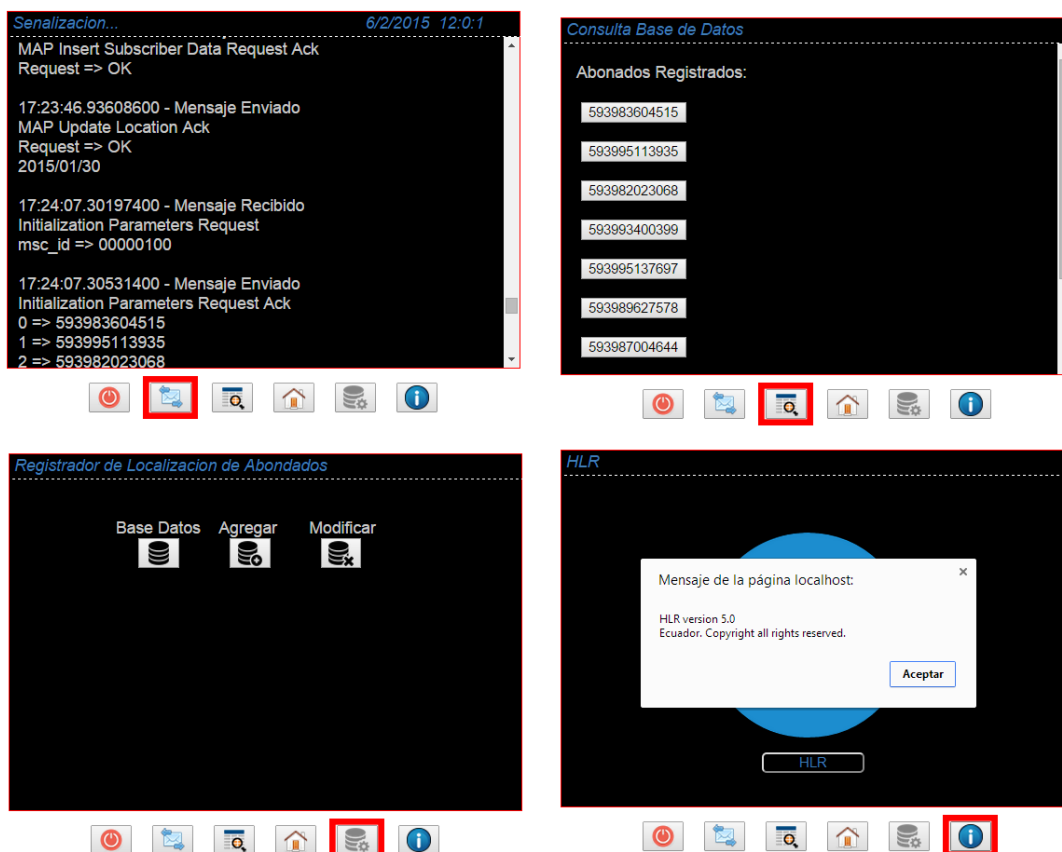 Senalizacion... 6/2/2015 12:0:1
MAP Insert Subscriber Data Request Ack
Request => OK
17:23:46.93608600 - Mensaje Enviado
MAP Update Location Ack
Request => OK
2015/01/30
17:24:07.30197400 - Mensaje Recibido
Initialization Parameters Request
msc_id => 00000100
17:24:07.30531400 - Mensaje Enviado
Initialization Parameters Request Ack
0 => 593983604515
1 => 593995113935
2 => 593982023068
Consulta Base de Datos
Abonados Registrados:
593983604515
593995113935
593982023068
593993400399
593995137697
593989627578
593987004644
Registrador de Localizacion de Abondados
Base Datos Agregar Modificar
HLR
Mensaje de la página localhost:
HLR version 5.0
Ecuador. Copyright all rights reserved.
Aceptar
HLR